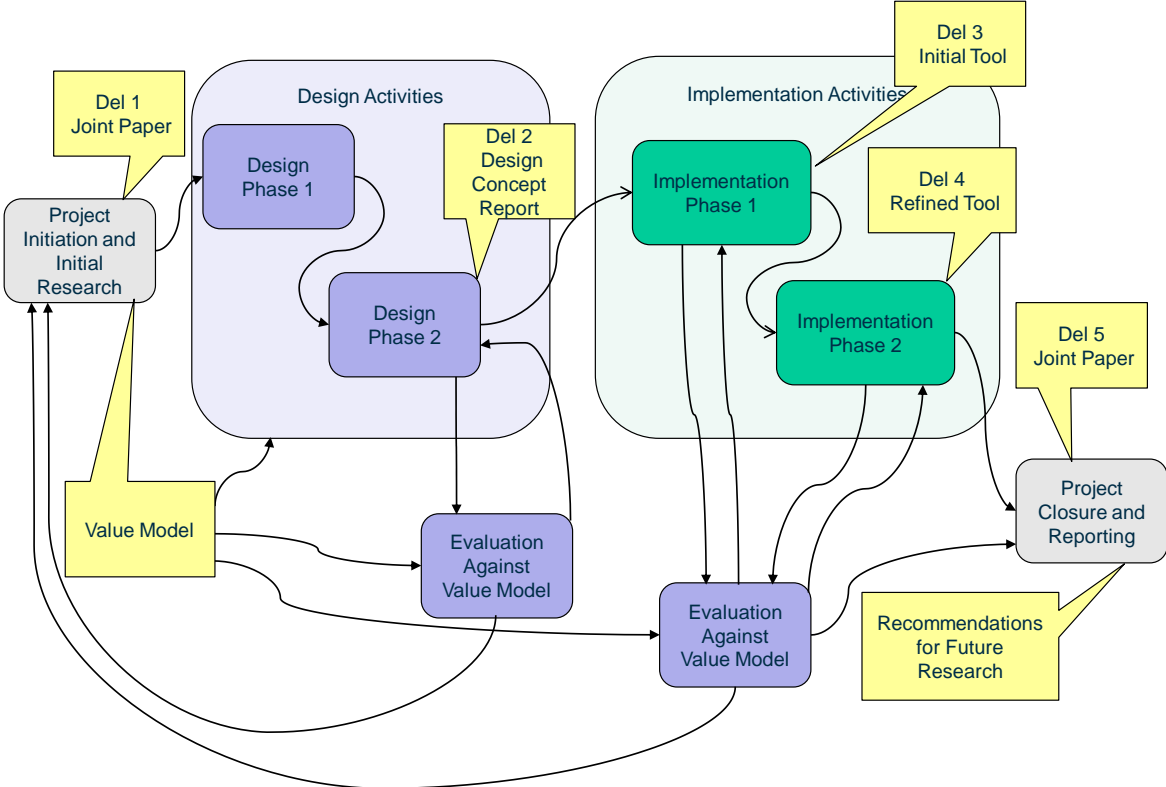 Del 3
Initial Tool
Design Activities
Implementation Activities
Del 1
Joint Paper
Del 2
Design
Concept
Report
Design
Phase 1
Implementation
Phase 1
Del 4
Refined Tool
Project
Initiation and
Initial
Research
Design
Phase 2
Implementation
Phase 2
Del 5
Joint Paper
Value Model
Evaluation
Against
Value Model
Project
Closure and
Reporting
Evaluation
Against
Value Model
Recommendations
for Future
Research